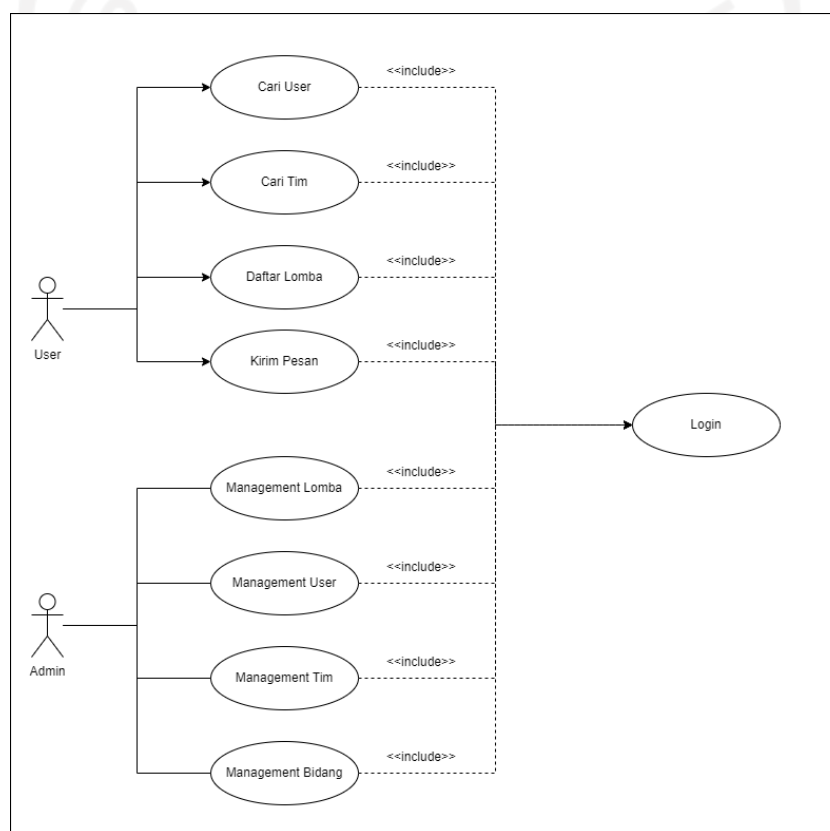 <<include>>
Cari User
<<include>>
Cari Tim
<<include>>
Daftar Lomba
<<include>>
Kirim Pesan
User
Login
<<include>>
Management Lomba
<<include>>
Management User
Admin
<<include>>
Management Tim
<<include>>
Management Bidang